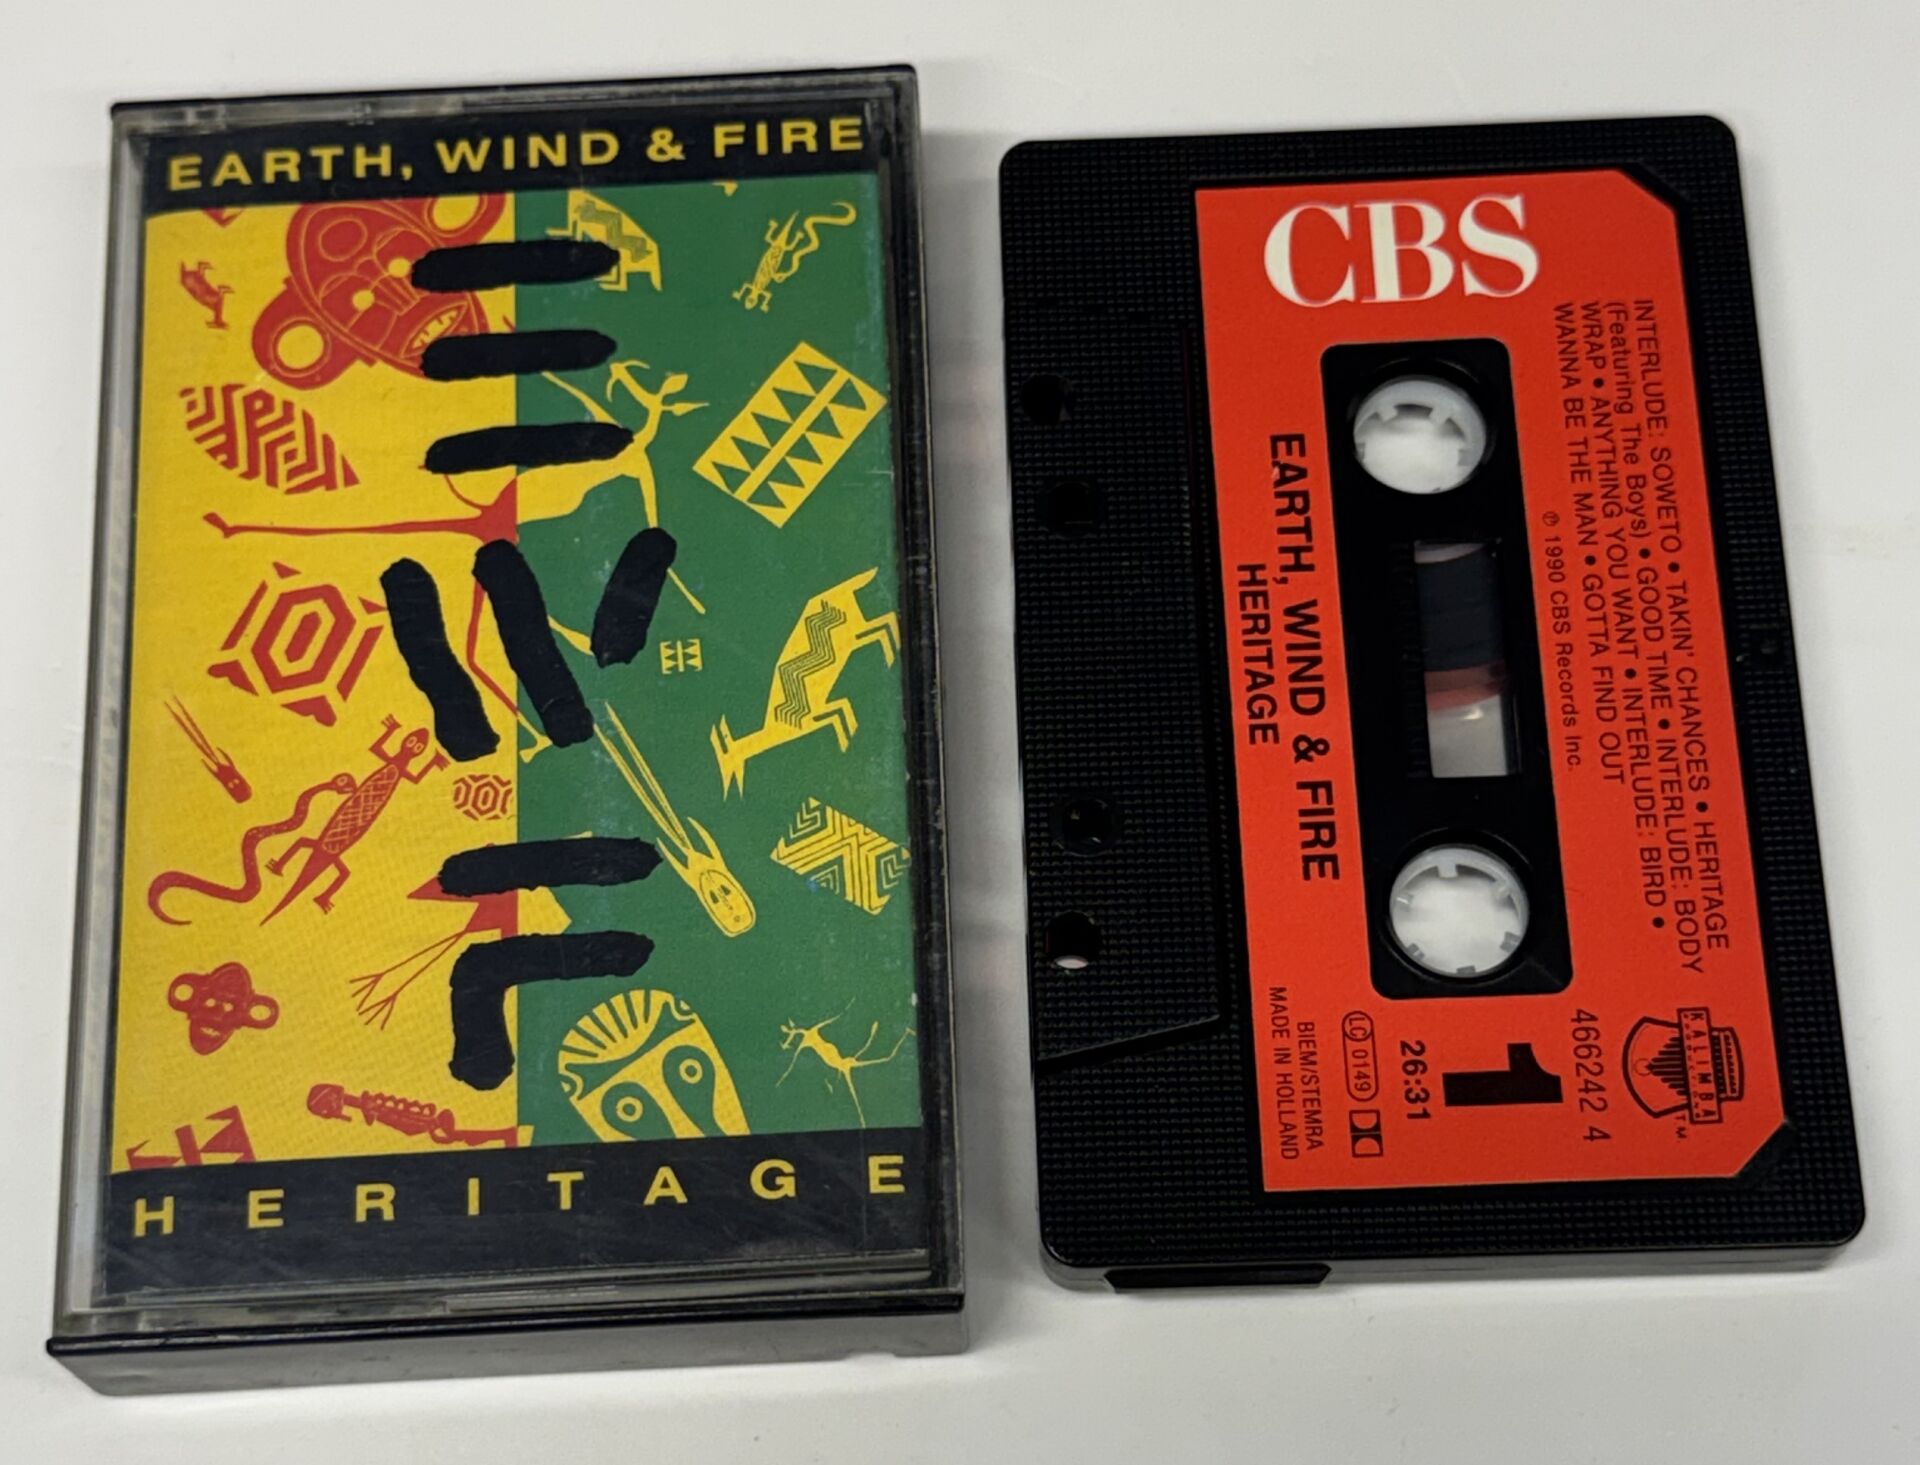 EARTH, WIND & FIRE
HERITAGE
CBS
INTERLUDE: SOWETO • TAKIN' CHANCES • HERITAGE
(Featuring The Boys) • GOOD TIME • INTERLUDE: BODY
WRAP • ANYTHING YOU WANT • INTERLUDE: BIRD •
WANNA BE THE MAN • GOTTA FIND OUT
℗ 1990 CBS Records Inc.
EARTH, WIND & FIRE
HERITAGE
KALIMBA
TM
466242 4
1
26:31
LC 0149
BIEM/STEMRA
MADE IN HOLLAND